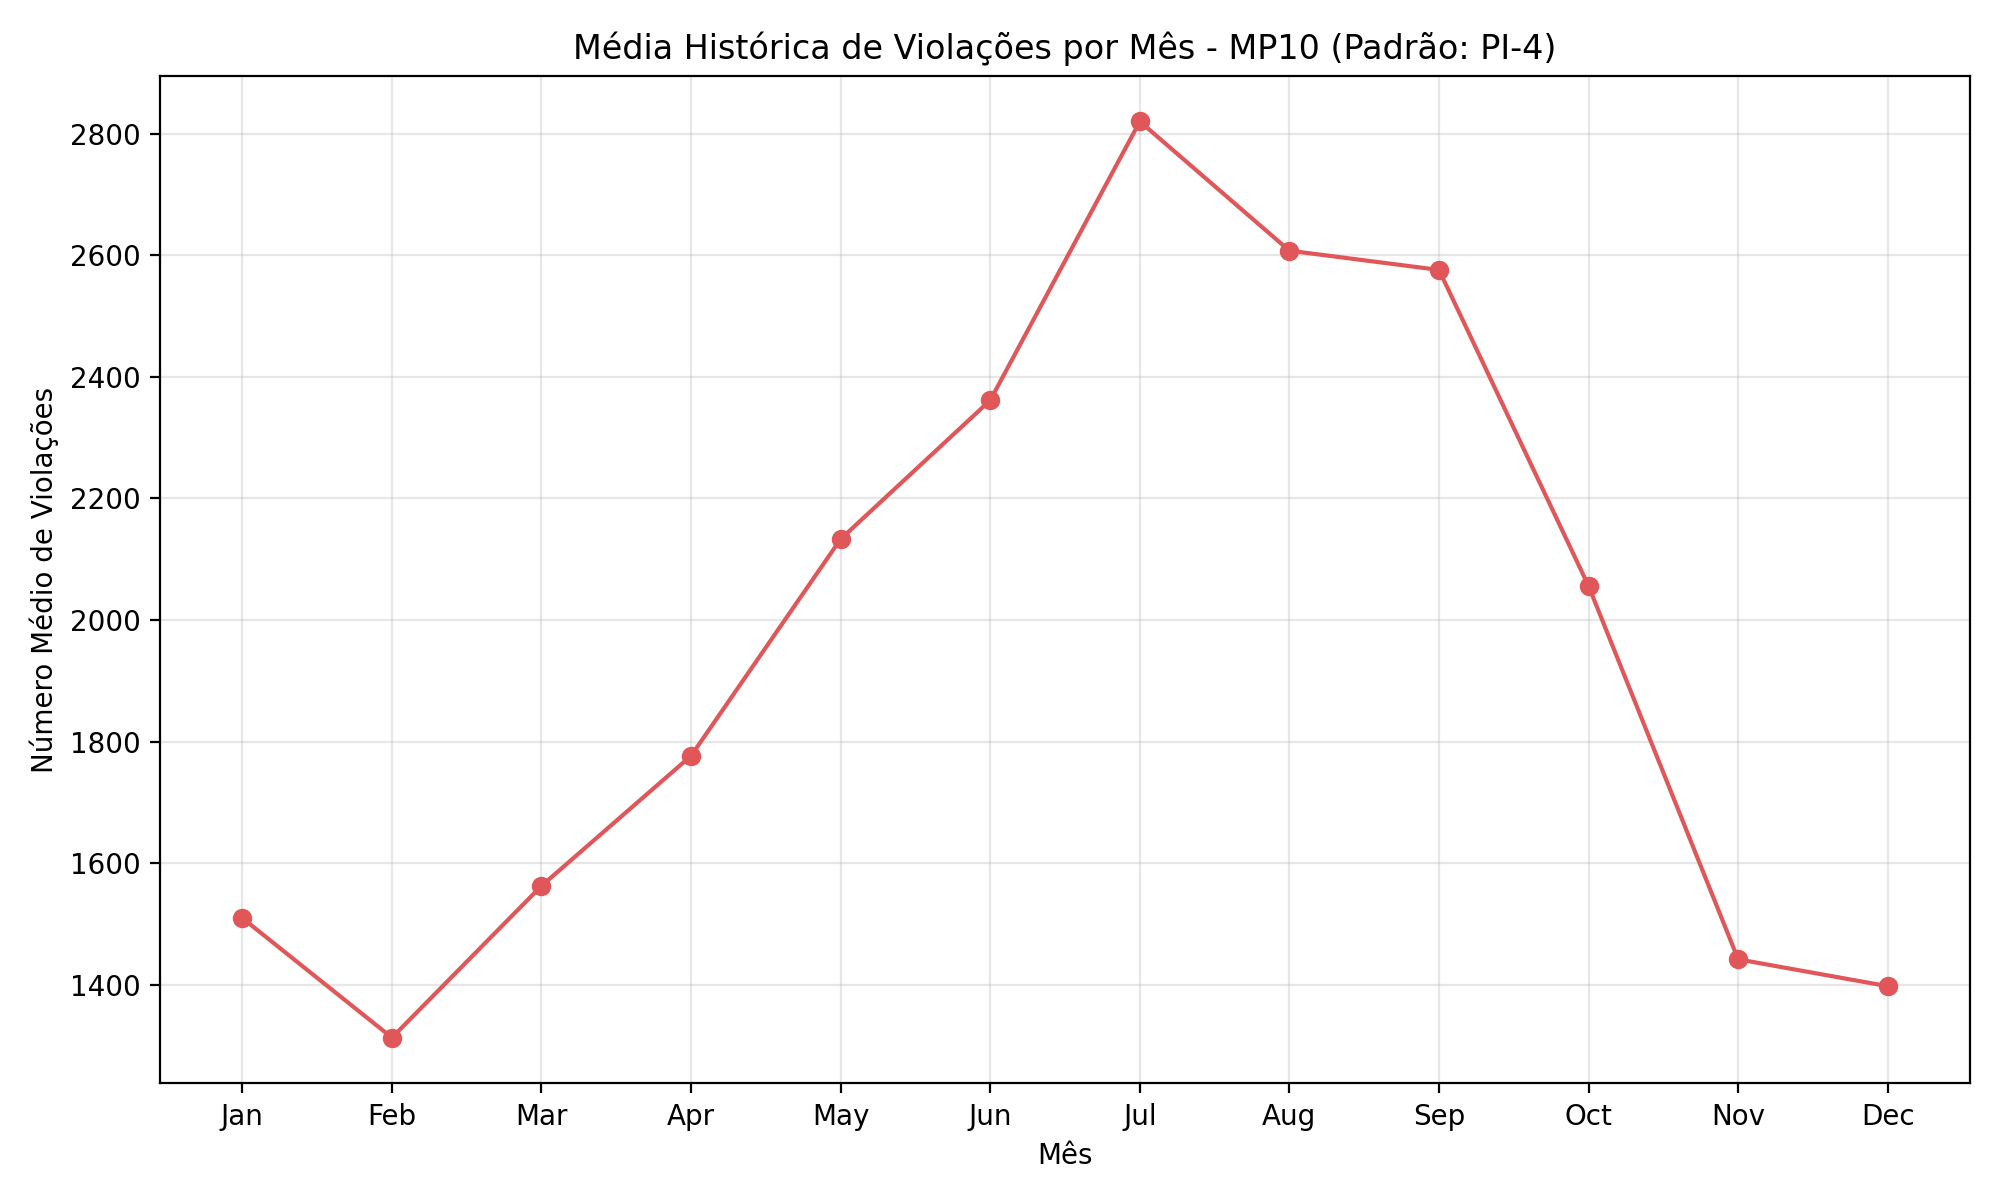 Média Histórica de Violações por Mês - MP10 (Padrão: PI-4)
Número Médio de Violações
2800
2600
2400
2200
2000
1800
1600
1400
Jan Feb Mar Apr May Jun Jul Aug Sep Oct Nov Dec
Mês